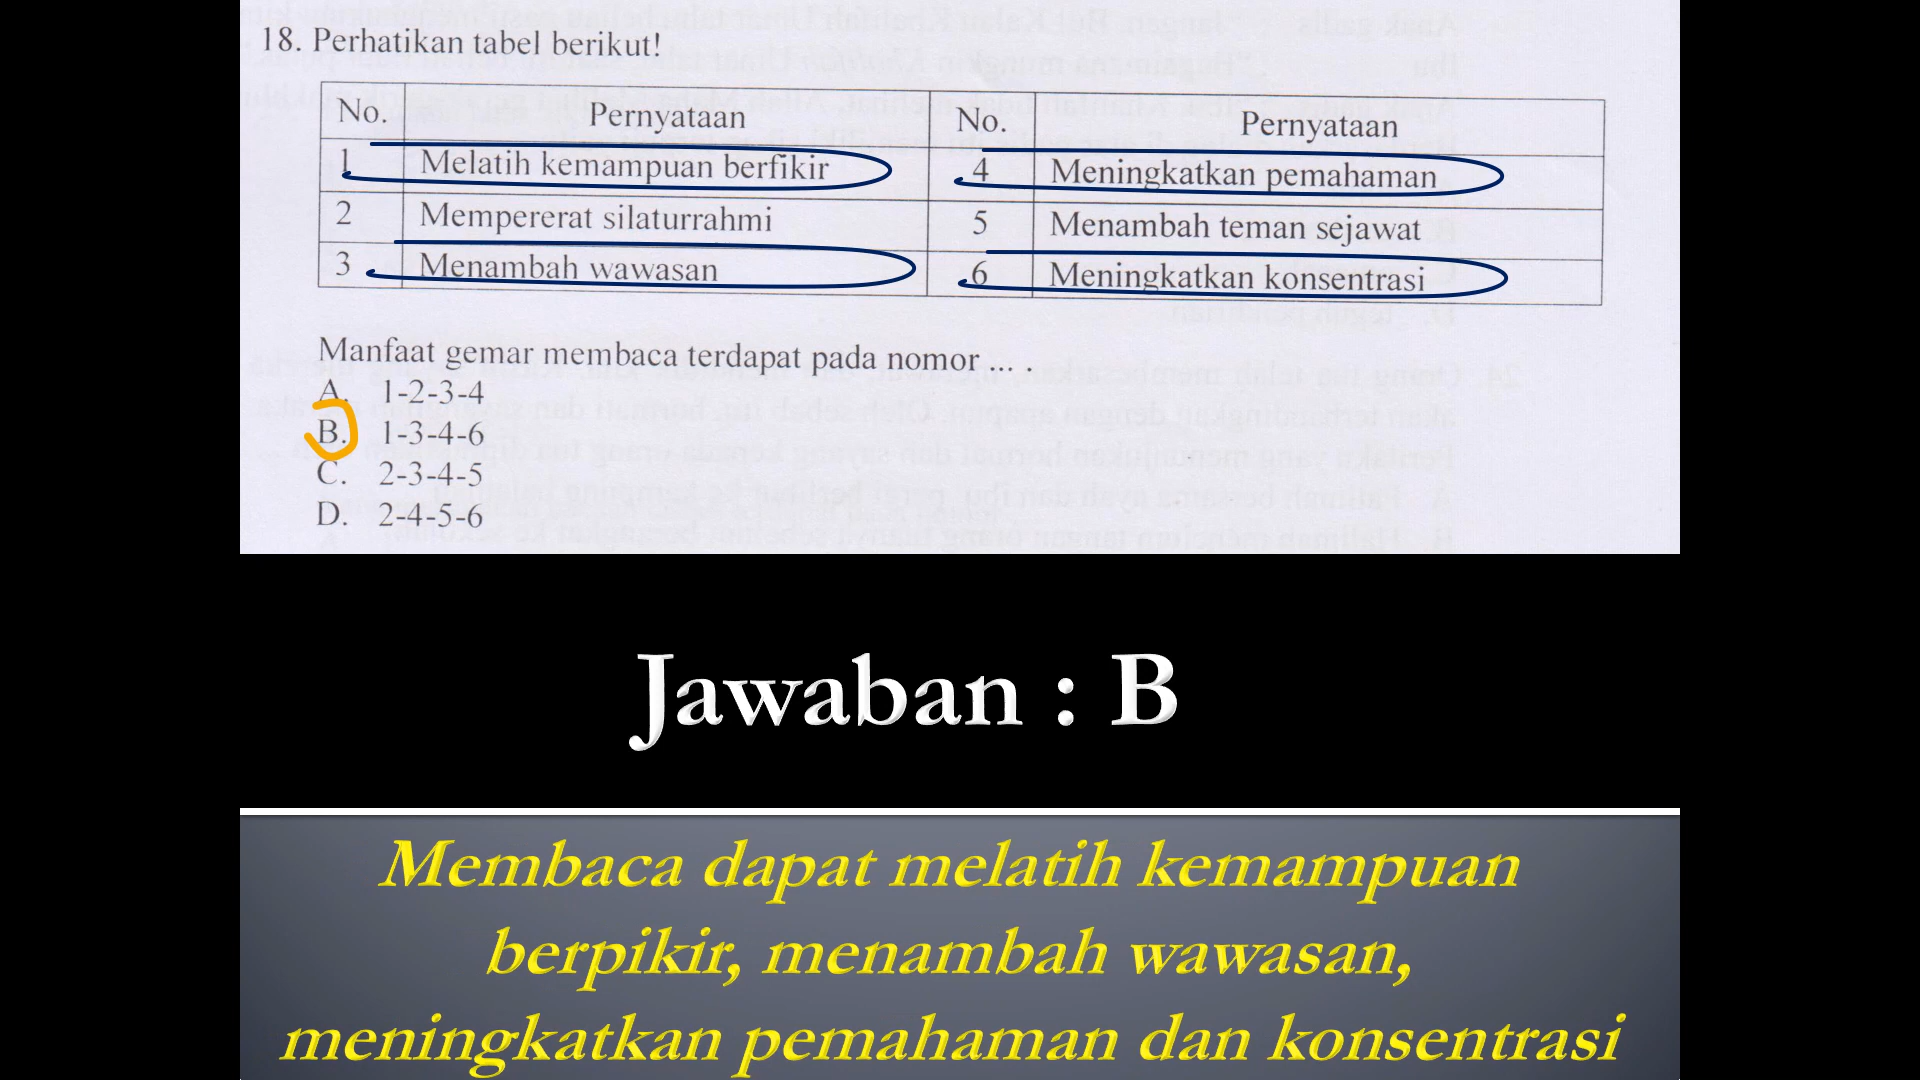 18. Perhatikan tabel berikut!
No. Pernyataan No. Pernyataan
1 Melatih kemampuan berfikir 4 Meningkatkan pemahaman
2 Mempererat silaturrahmi 5 Menambah teman sejawat
3 Menambah wawasan 6 Meningkatkan konsentrasi
Manfaat gemar membaca terdapat pada nomor ... .
A. 1-2-3-4
B. 1-3-4-6
C. 2-3-4-5
D. 2-4-5-6
Jawaban : B
Membaca dapat melatih kemampuan
berpikir, menambah wawasan,
meningkatkan pemahaman dan konsentrasi